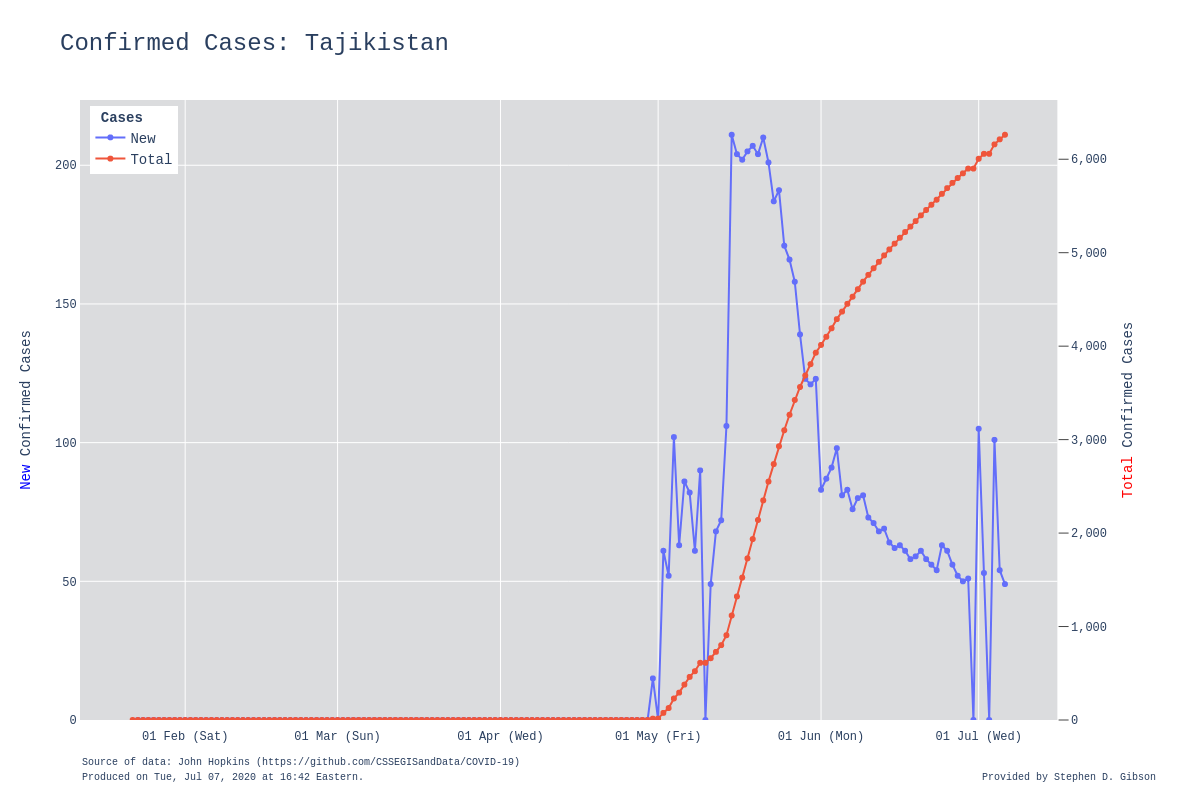 Confirmed Cases: Tajikistan
Cases
New
Total
200
150
100
50
0
6,000
5,000
4,000
3,000
2,000
1,000
0
New Confirmed Cases
Total Confirmed Cases
01 Feb (Sat) 01 Mar (Sun) 01 Apr (Wed) 01 May (Fri) 01 Jun (Mon) 01 Jul (Wed)
Source of data: John Hopkins (https://github.com/CSSEGISandData/COVID-19)
Produced on Tue, Jul 07, 2020 at 16:42 Eastern.
Provided by Stephen D. Gibson